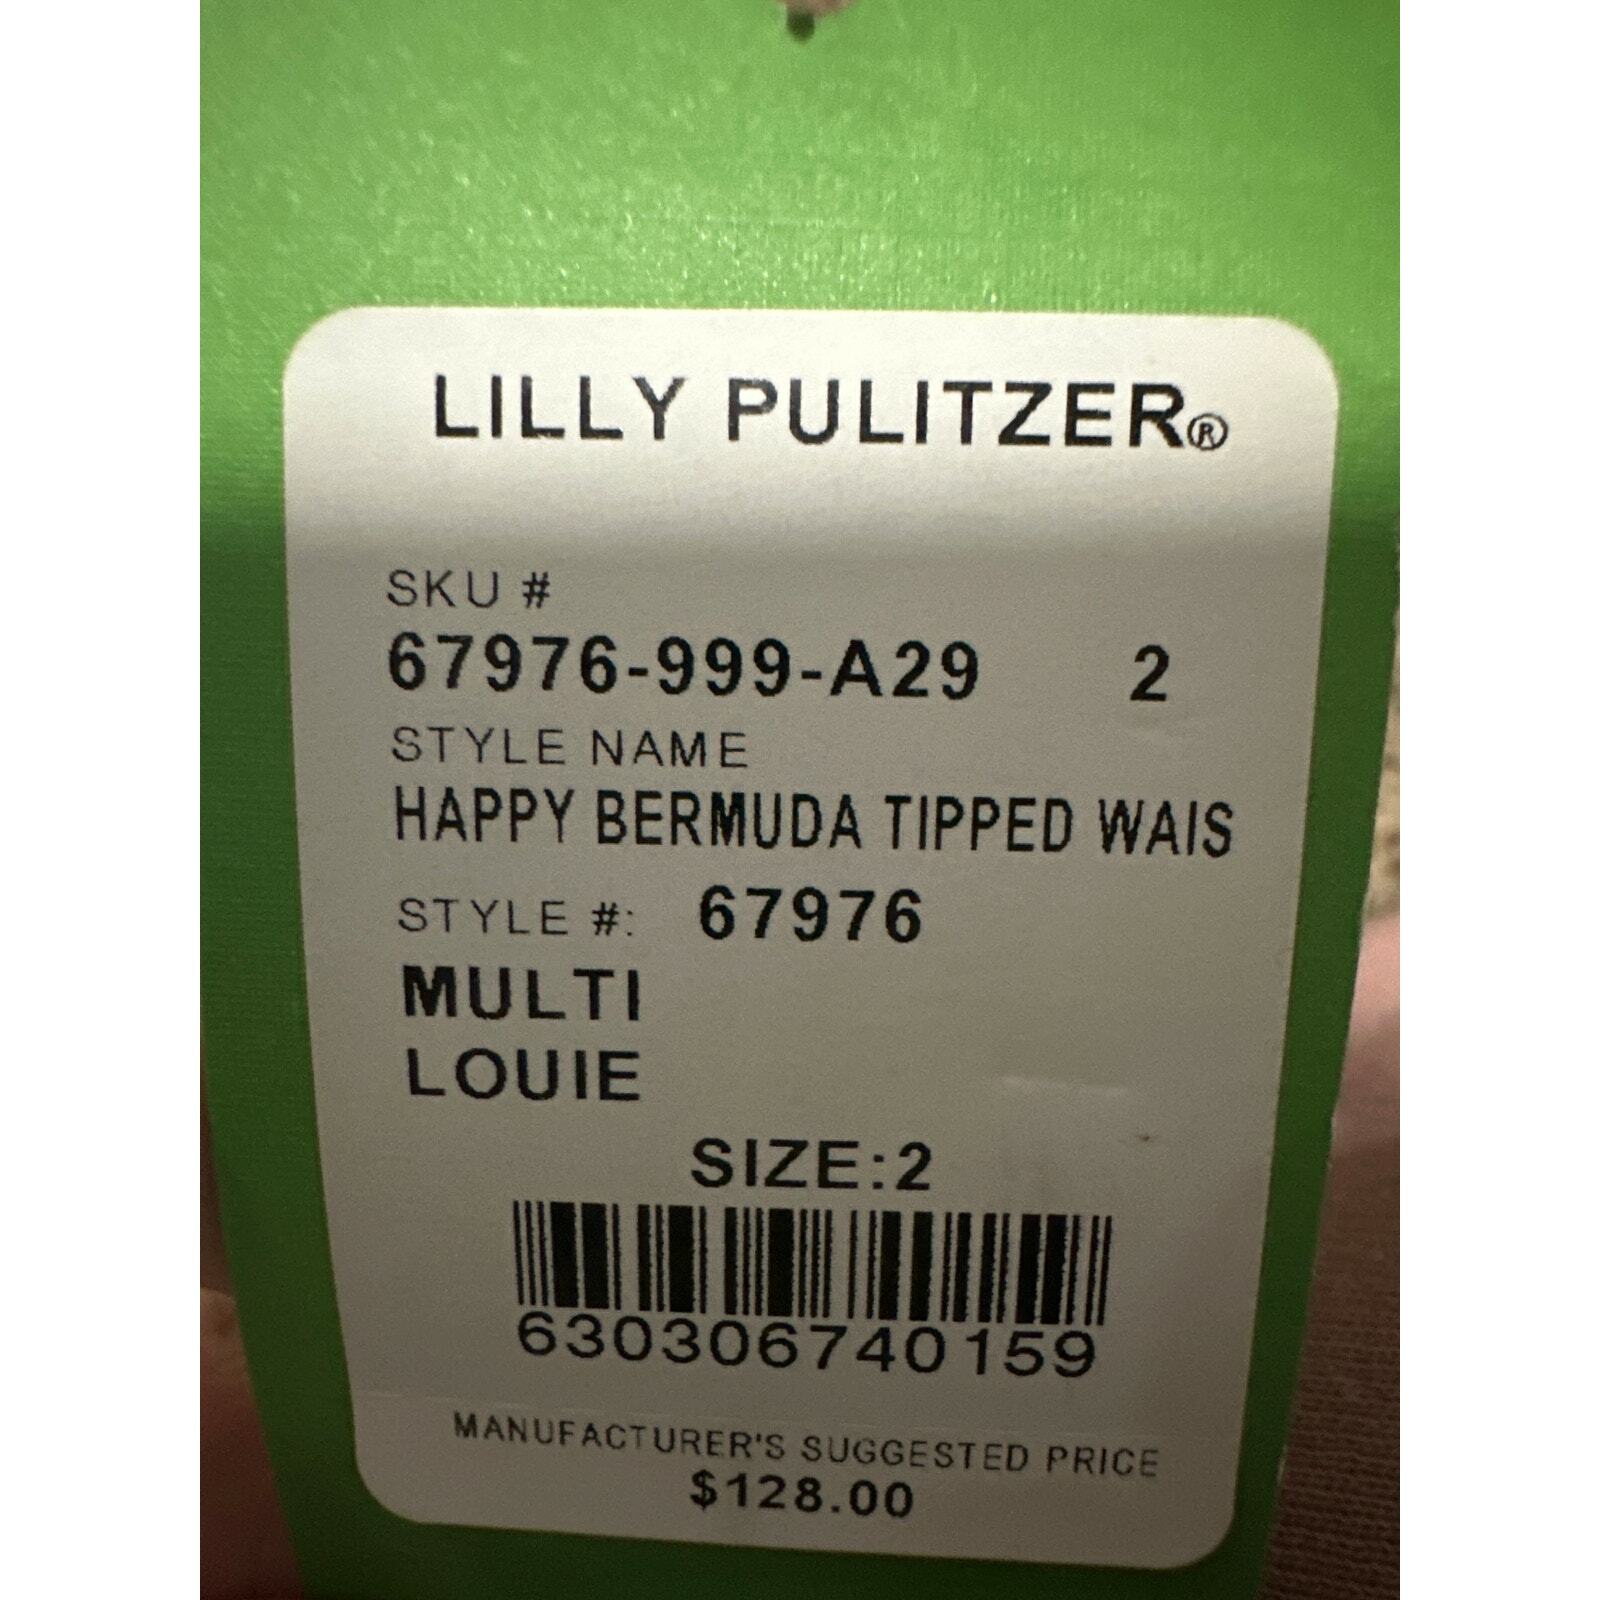 LILLY PULITZER®
SKU #
67976-999-A29 2
STYLE NAME
HAPPY BERMUDA TIPPED WAIS
STYLE #: 67976
MULTI
LOUIE
SIZE:2
630306740159
MANUFACTURER'S SUGGESTED PRICE
$128.00